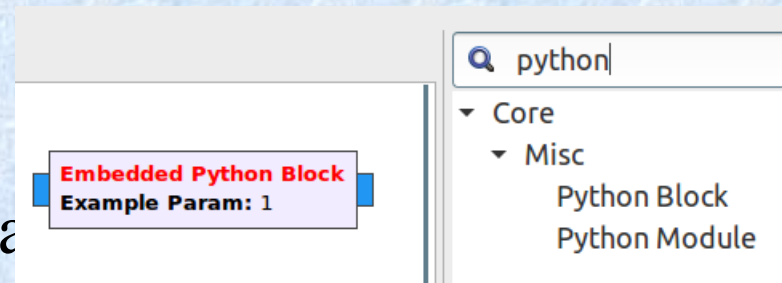 python
Core
Misc
Python Block
Python Module
Embedded Python Block
Example Param: 1
a